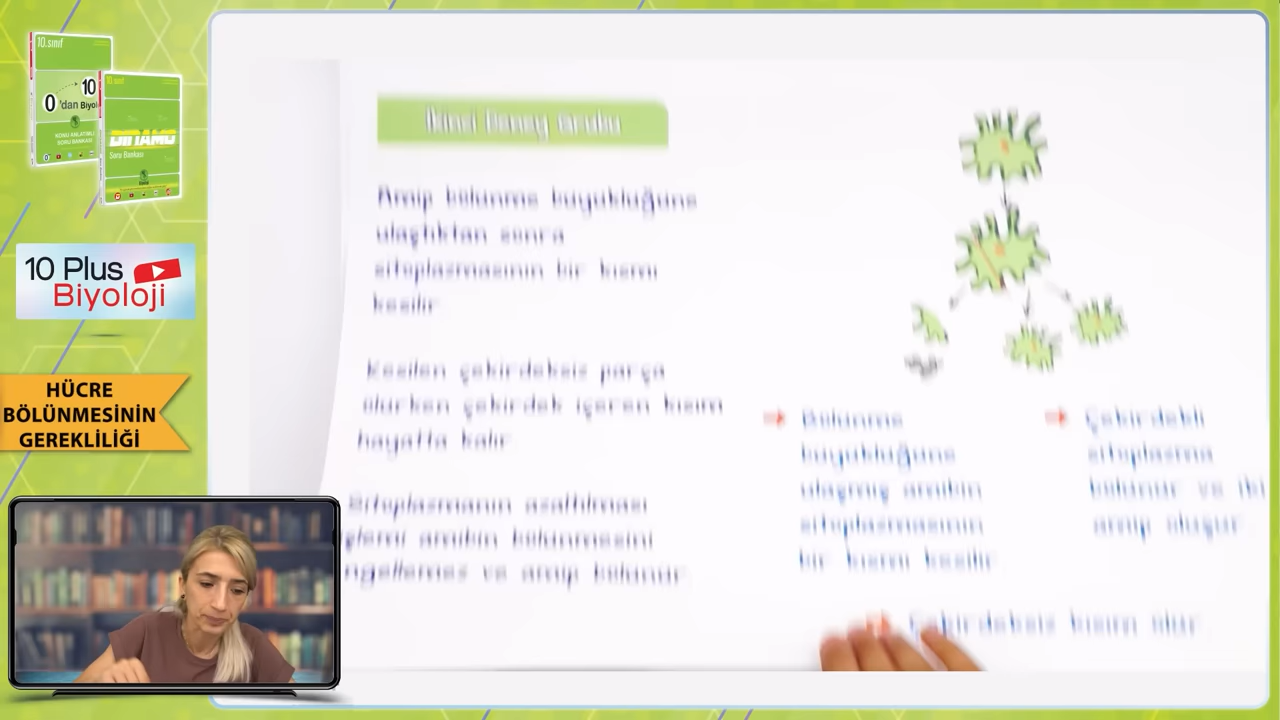 10.sınıf
0'dan 10
Biyol
KONU ANLATIMLI
SORU BANKASI
DİNAMO
Soru Bankası
10 Plus
Biyoloji
HÜCRE
BÖLÜNMESİNİN
GEREKLİLİĞİ
İkinci Deney Grubu
Amip bölünme büyüklüğüne
ulaştıktan sonra
sitoplazmasının bir kısmı
kesilir.
Kesilen çekirdeksiz parça
ölürken çekirdek içeren kısım
hayatta kalır.
Sitoplazmanın azaltılması
işlemi amibin bölünmesini
ngellemez ve amip bölünür.
Bölünme
büyüklüğüne
ulaşmış amibin
sitoplazmasının
bir kısmı kesilir.
Çekirdekli
sitoplazma
bölünür ve iki
amip oluşur.
Çekirdeksiz kısım ölür.